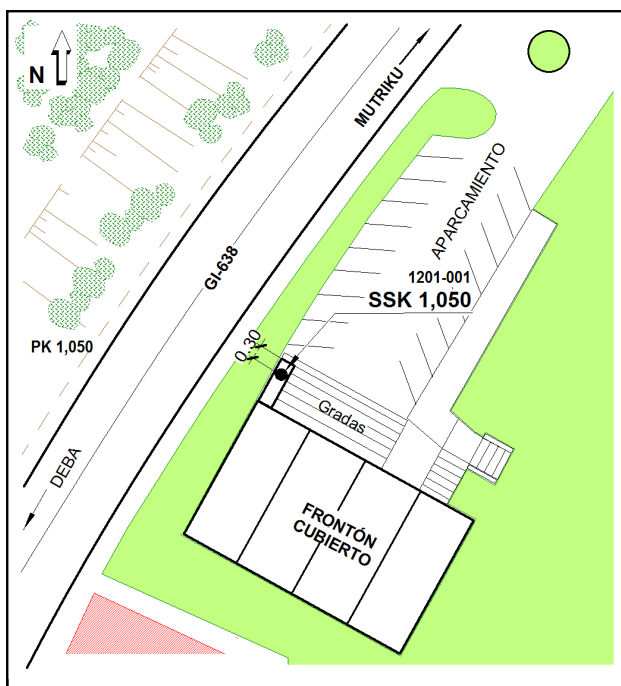 N
MUTRIKU
APARCAMIENTO
GI-638
1201-001
SSK 1,050
PK 1,050
0.30
Gradas
DEBA
FRONTÓN
CUBIERTO